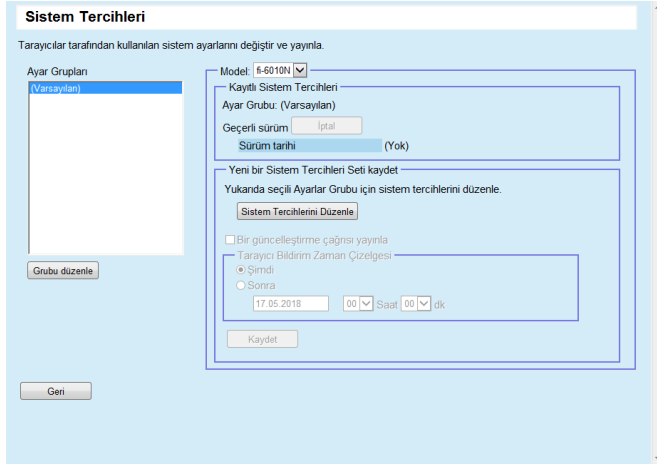 Sistem Tercihleri
Tarayıcılar tarafından kullanılan sistem ayarlarını değiştir ve yayınla.
Ayar Grupları
(Varsayılan)
Grubu düzenle
Model: fi-6010N
Kayıtlı Sistem Tercihleri
Ayar Grubu: (Varsayılan)
Geçerli sürüm İptal
Sürüm tarihi (Yok)
Yeni bir Sistem Tercihleri Seti kaydet
Yukarıda seçili Ayarlar Grubu için sistem tercihlerini düzenle.
Sistem Tercihlerini Düzenle
Bir güncelleştirme çağrısı yayınla
Tarayıcı Bildirim Zaman Çizelgesi
Şimdi
Sonra
17.05.2018 00 Saat 00 dk
Kaydet
Geri